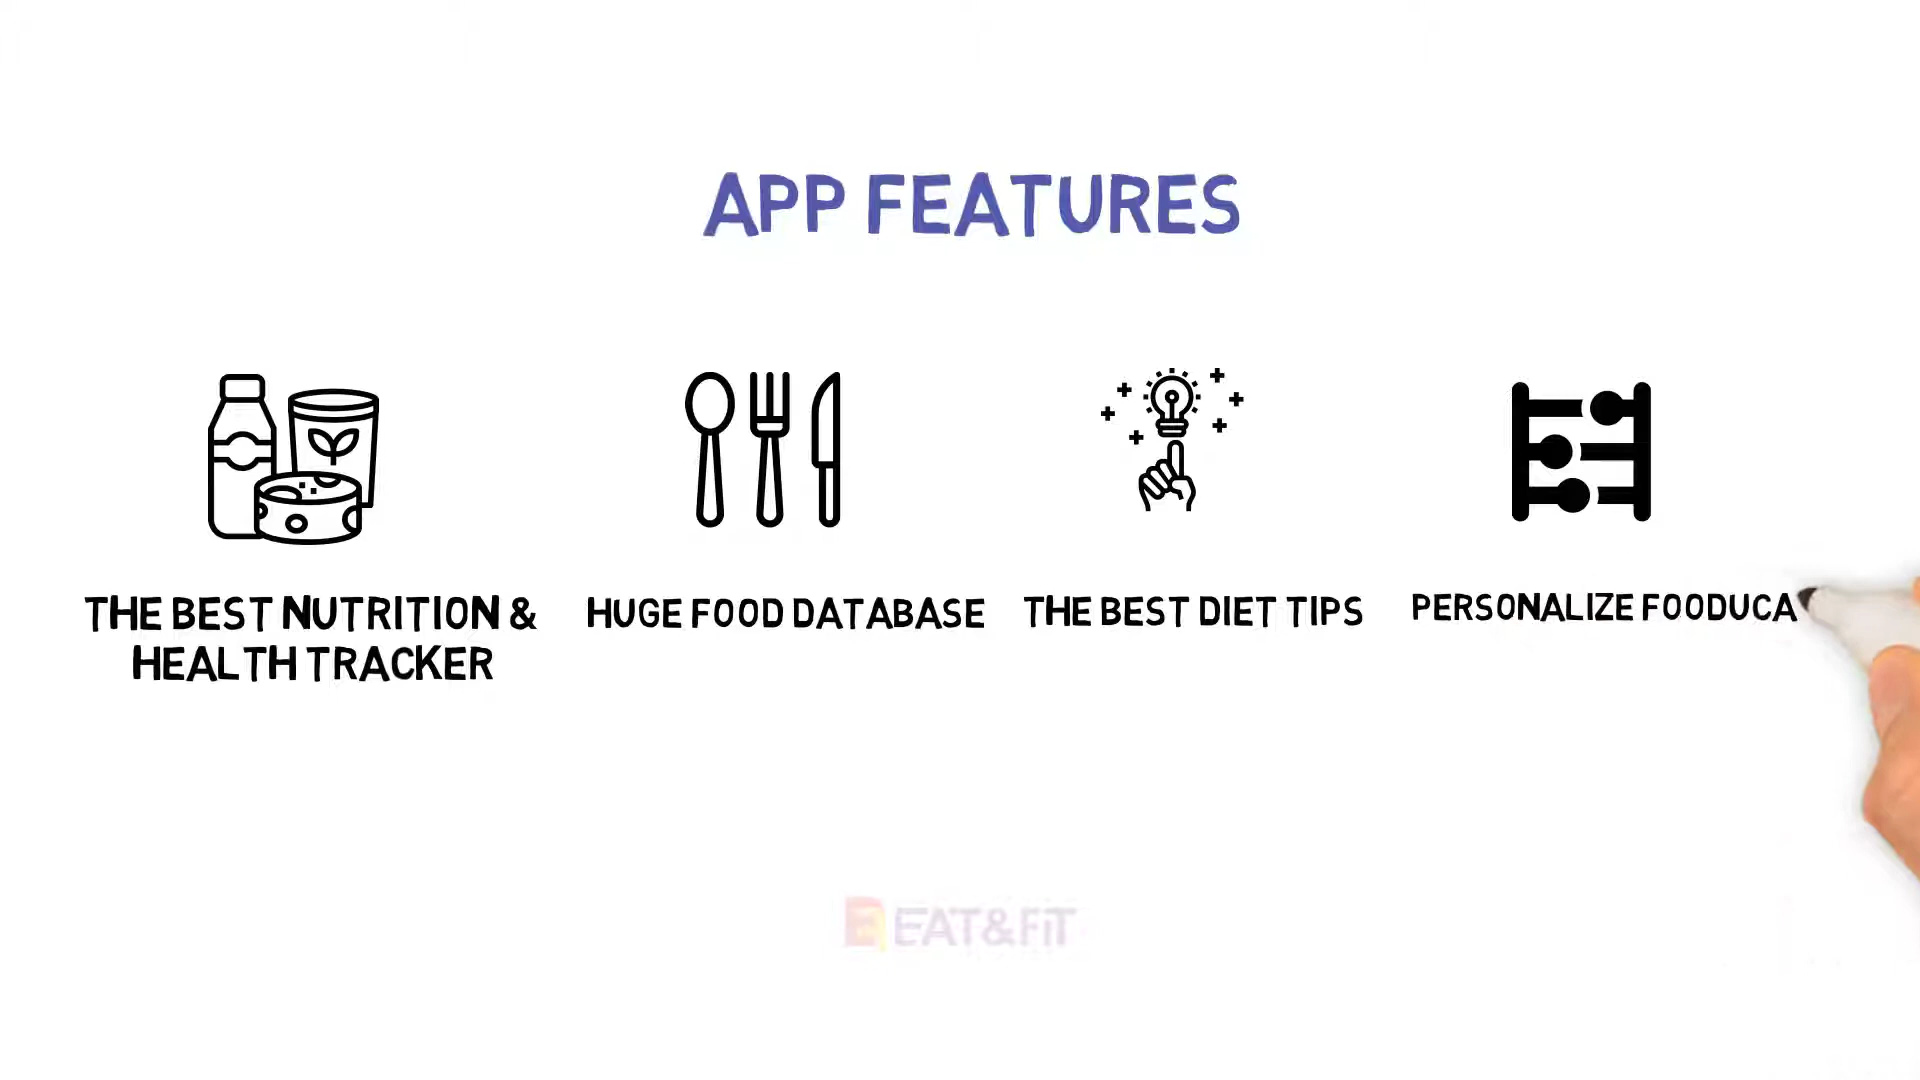 APP FEATURES
THE BEST NUTRITION &
HEALTH TRACKER
HUGE FOOD DATABASE
THE BEST DIET TIPS
PERSONALIZE FOODUCA
EAT&FiT